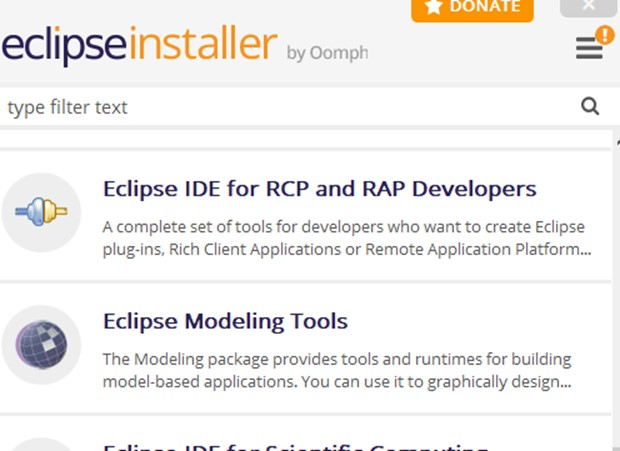 DONATE
eclipseinstaller by Oomph
type filter text
Eclipse IDE for RCP and RAP Developers
A complete set of tools for developers who want to create Eclipse
plug-ins, Rich Client Applications or Remote Application Platform...
Eclipse Modeling Tools
The Modeling package provides tools and runtimes for building
model-based applications. You can use it to graphically design...
Eclipse IDE for Scientific Computing